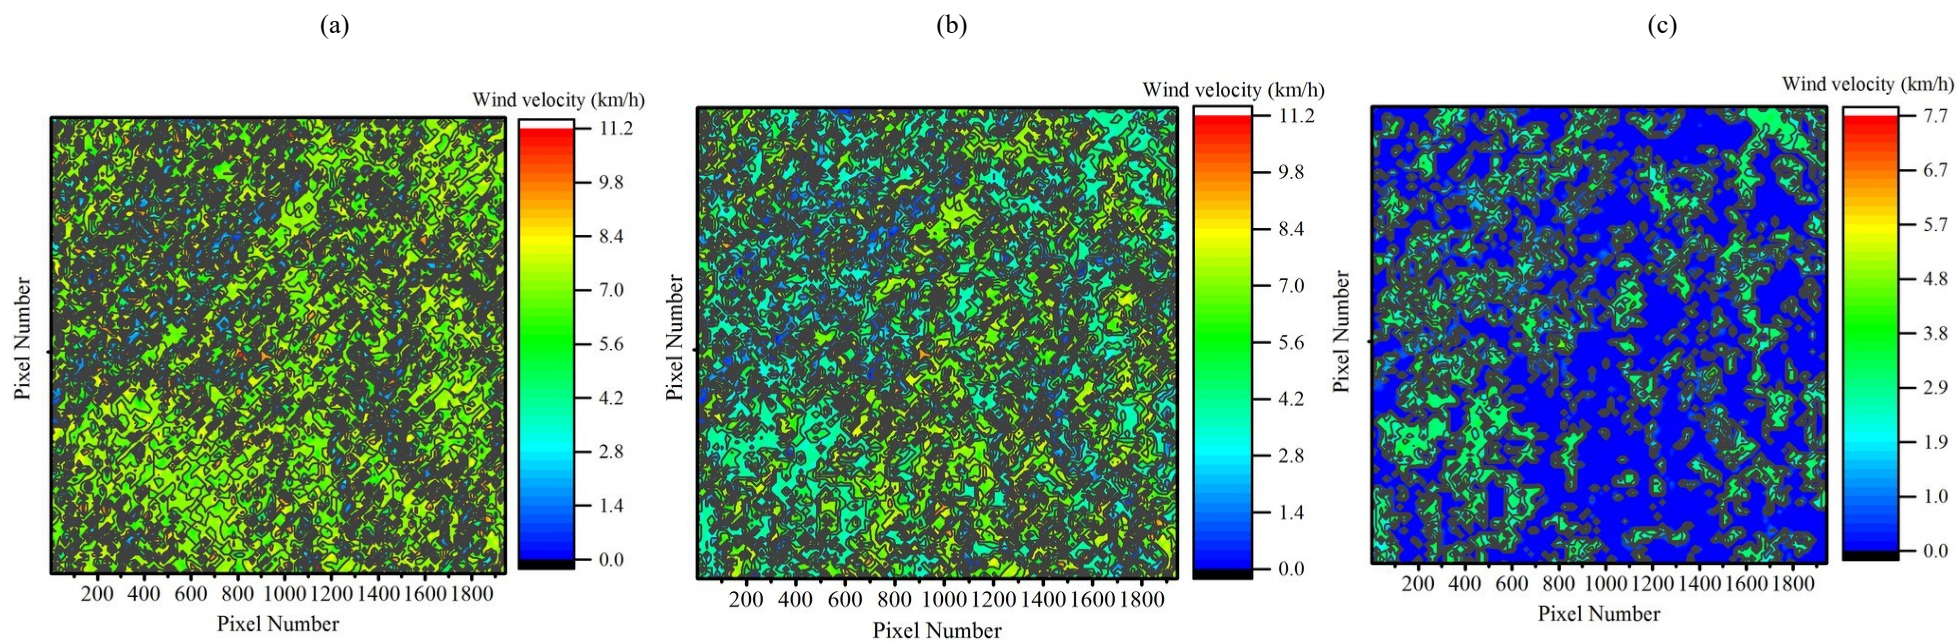 (a)
Wind velocity (km/h)
11.2
9.8
8.4
7.0
5.6
4.2
2.8
1.4
0.0
Pixel Number
200 400 600 800 1000 1200 1400 1600 1800
Pixel Number
(b)
Wind velocity (km/h)
11.2
9.8
8.4
7.0
5.6
4.2
2.8
1.4
0.0
Pixel Number
200 400 600 800 1000 1200 1400 1600 1800
Pixel Number
(c)
Wind velocity (km/h)
7.7
6.7
5.7
4.8
3.8
2.9
1.9
1.0
0.0
Pixel Number
200 400 600 800 1000 1200 1400 1600 1800
Pixel Number